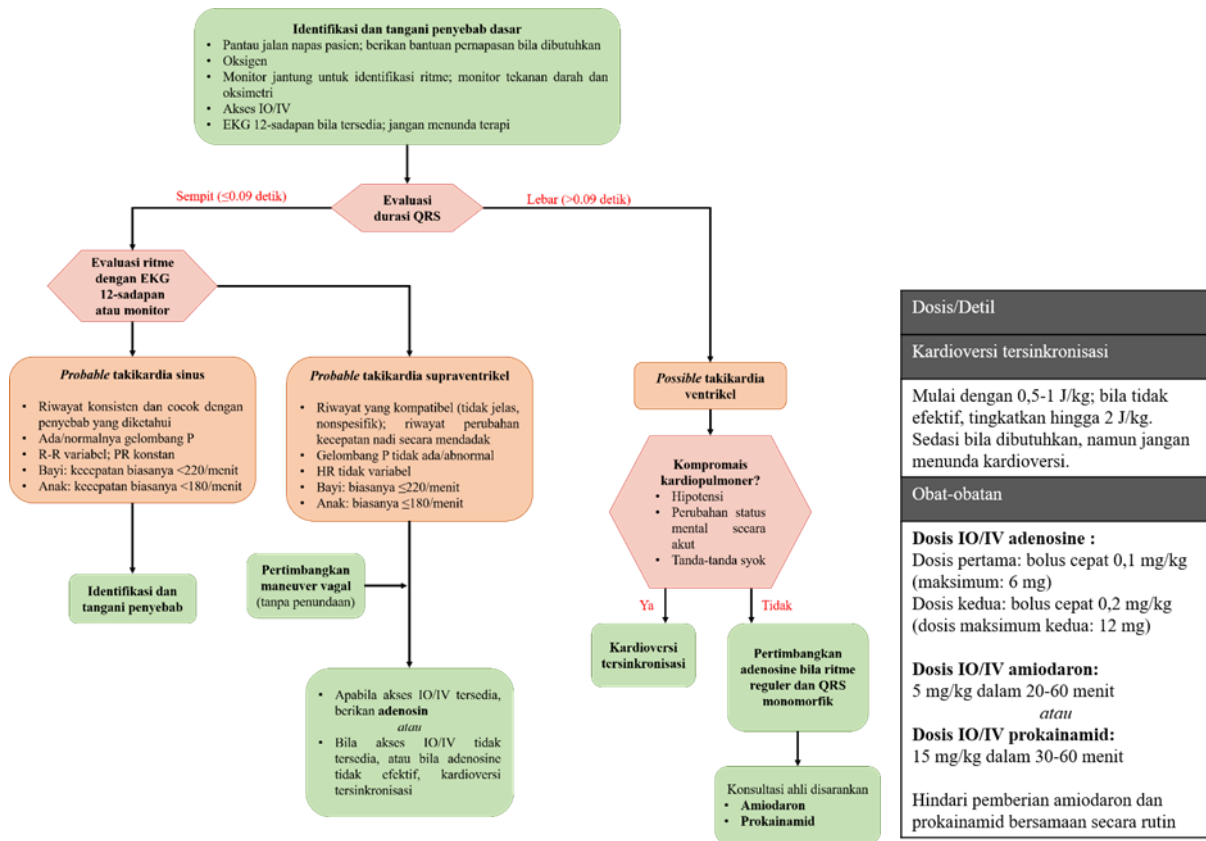 Identifikasi dan tangani penyebab dasar
• Pantau jalan napas pasien; berikan bantuan pernapasan bila dibutuhkan
• Oksigen
• Monitor jantung untuk identifikasi ritme; monitor tekanan darah dan
oksimetri
• Akses IO/IV
• EKG 12-sadapan bila tersedia; jangan menunda terapi
Sempit (≤0.09 detik)
Evaluasi
durasi QRS
Lebar (>0.09 detik)
Evaluasi ritme
dengan EKG
12-sadapan
atau monitor
Probable takikardia sinus
• Riwayat konsisten dan cocok dengan
penyebab yang diketahui
• Ada/normalnya gelombang P
• R-R variabel; PR konstan
• Bayi: kecepatan biasanya <220/menit
• Anak: kecepatan biasanya <180/menit
Identifikasi dan
tangani penyebab
Probable takikardia supraventrikel
• Riwayat yang kompatibel (tidak jelas,
nonspesifik); riwayat perubahan
kecepatan nadi secara mendadak
• Gelombang P tidak ada/abnormal
• HR tidak variabel
• Bayi: biasanya ≤220/menit
• Anak: biasanya ≤180/menit
Pertimbangkan
maneuver vagal
(tanpa penundaan)
• Apabila akses IO/IV tersedia,
berikan adenosin
atau
• Bila akses IO/IV tidak
tersedia, atau bila adenosine
tidak efektif, kardioversi
tersinkronisasi
Possible takikardia
ventrikel
Kompromais
kardiopulmoner?
• Hipotensi
• Perubahan status
mental secara
akut
• Tanda-tanda syok
Ya
Tidak
Kardioversi
tersinkronisasi
Pertimbangkan
adenosine bila ritme
reguler dan QRS
monomorfik
Konsultasi ahli disarankan
• Amiodaron
• Prokainamid
Dosis/Detil
Kardioversi tersinkronisasi
Mulai dengan 0,5-1 J/kg; bila tidak
efektif, tingkatkan hingga 2 J/kg.
Sedasi bila dibutuhkan, namun jangan
menunda kardioversi.
Obat-obatan
Dosis IO/IV adenosine :
Dosis pertama: bolus cepat 0,1 mg/kg
(maksimum: 6 mg)
Dosis kedua: bolus cepat 0,2 mg/kg
(dosis maksimum kedua: 12 mg)
Dosis IO/IV amiodaron:
5 mg/kg dalam 20-60 menit
atau
Dosis IO/IV prokainamid:
15 mg/kg dalam 30-60 menit
Hindari pemberian amiodaron dan
prokainamid bersamaan secara rutin